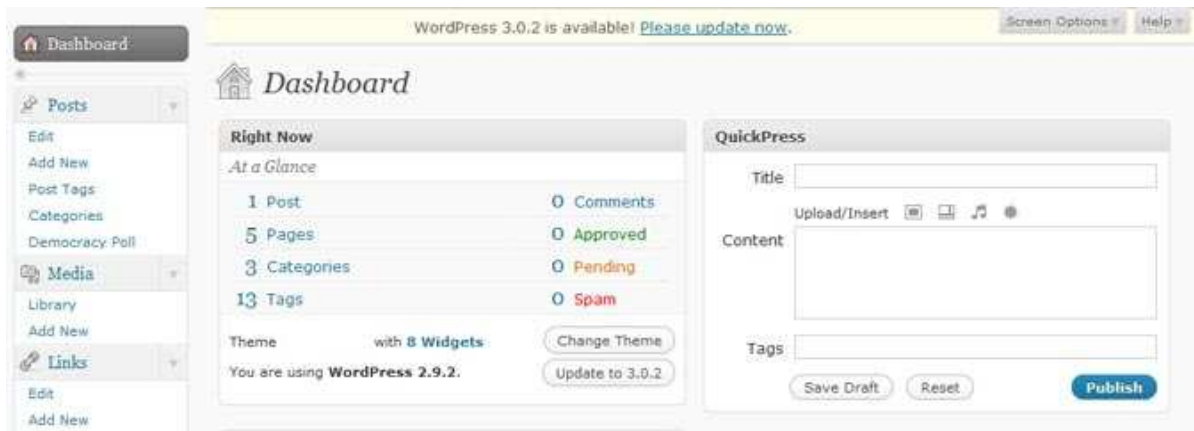 WordPress 3.0.2 is available! Please update now.
Screen Options
Help
Dashboard
Posts
Edit
Add New
Post Tags
Categories
Democracy Poll
Media
Library
Add New
Links
Edit
Add New
Dashboard
Right Now
At a Glance
1 Post 0 Comments
5 Pages 0 Approved
3 Categories 0 Pending
13 Tags 0 Spam
Theme with 8 Widgets Change Theme
You are using WordPress 2.9.2. Update to 3.0.2
QuickPress
Title
Upload/Insert
Content
Tags
Save Draft Reset Publish